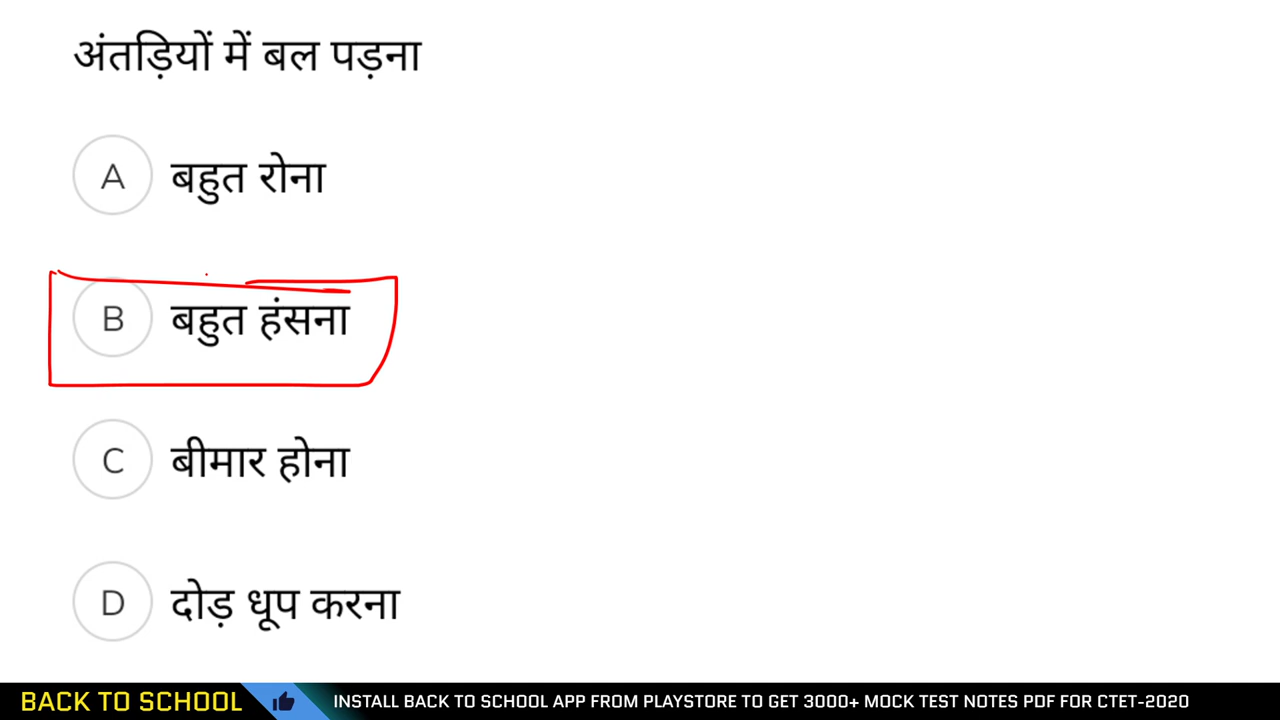 अंतड़ियों में बल पड़ना
A बहुत रोना
B बहुत हंसना
C बीमार होना
D दोड़ धूप करना
BACK TO SCHOOL INSTALL BACK TO SCHOOL APP FROM PLAYSTORE TO GET 3000+ MOCK TEST NOTES PDF FOR CTET-2020